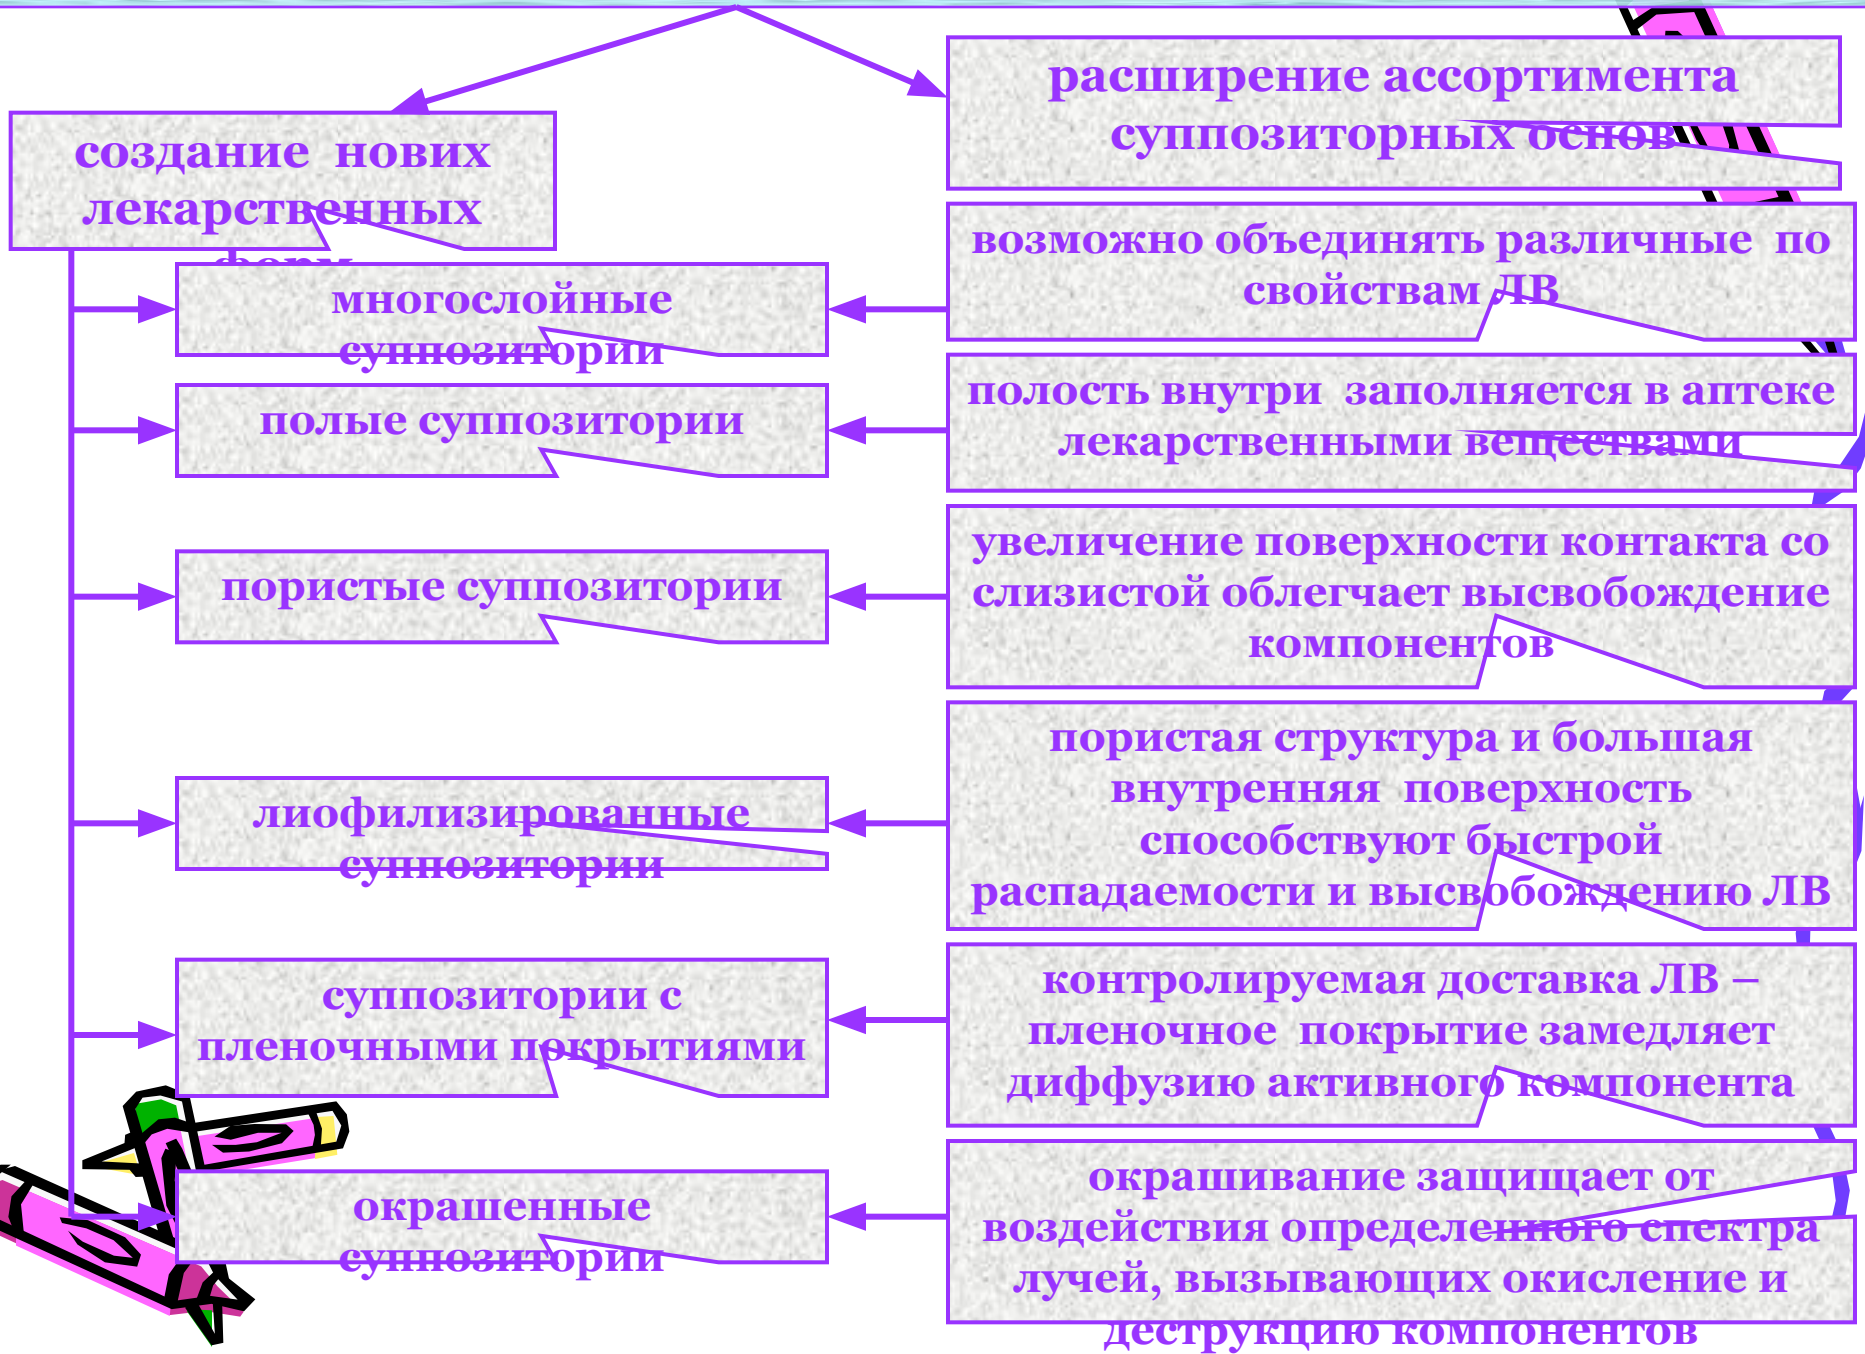 расширение ассортимента
суппозиторных основ
создание нових
лекарственных
форм
возможно объединять различные по
свойствам ЛВ
многослойные
суппозитории
полость внутри заполняется в аптеке
лекарственными веществами
полые суппозитории
увеличение поверхности контакта со
слизистой облегчает высвобождение
компонентов
пористые суппозитории
пористая структура и большая
внутренняя поверхность
способствуют быстрой
распадаемости и высвобождению ЛВ
лиофилизированные
суппозитории
контролируемая доставка ЛВ –
пленочное покрытие замедляет
диффузию активного компонента
суппозитории с
пленочными покрытиями
окрашивание защищает от
воздействия определенного спектра
лучей, вызывающих окисление и
деструкцию компонентов
окрашенные
суппозитории